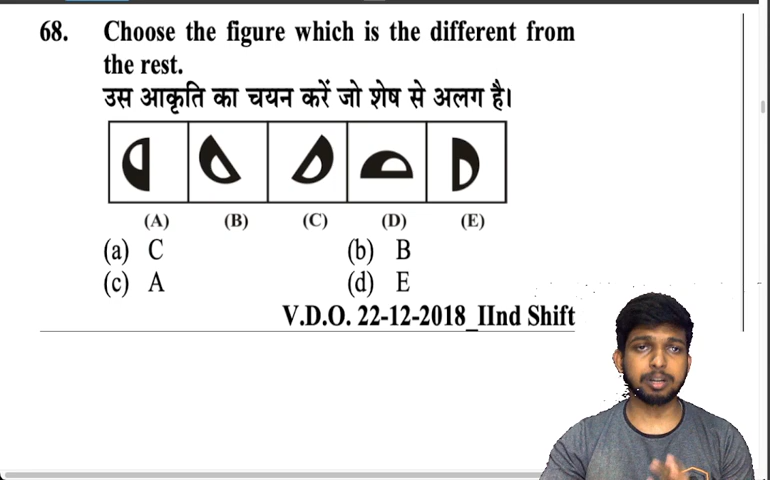 68. Choose the figure which is the different from
the rest.
उस आकृति का चयन करें जो शेष से अलग है।
(A) (B) (C) (D) (E)
(a) C (b) B
(c) A (d) E
V.D.O. 22-12-2018_IInd Shift